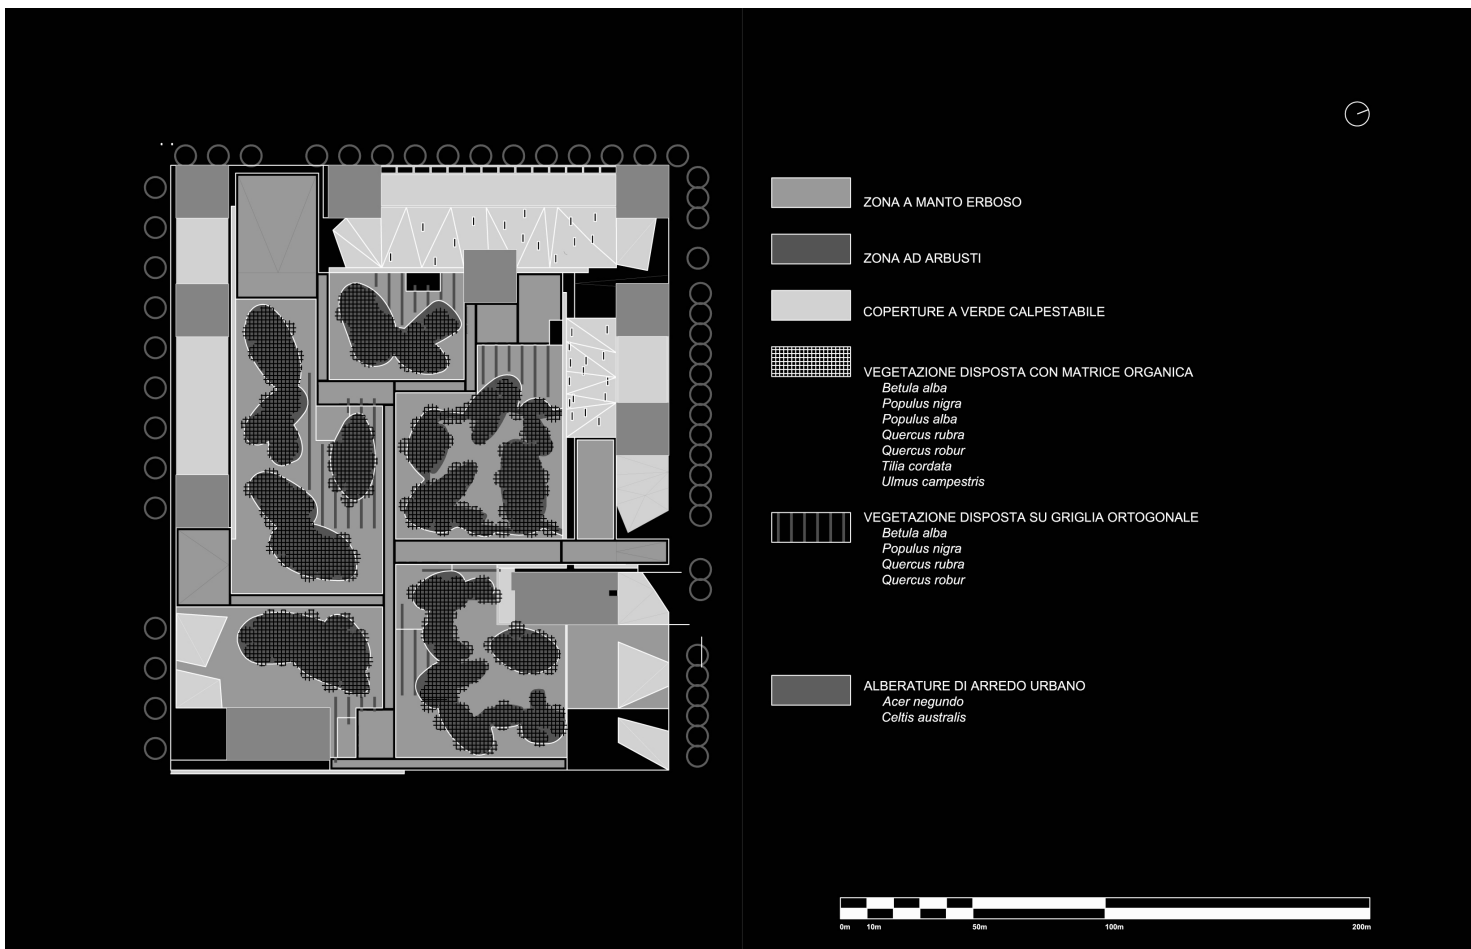 ZONA A MANTO ERBOSO
ZONA AD ARBUSTI
COPERTURE A VERDE CALPESTABILE
VEGETAZIONE DISPOSTA CON MATRICE ORGANICA
Betula alba
Populus nigra
Populus alba
Quercus rubra
Quercus robur
Tilia cordata
Ulmus campestris
VEGETAZIONE DISPOSTA SU GRIGLIA ORTOGONALE
Betula alba
Populus nigra
Quercus rubra
Quercus robur
ALBERATURE DI ARREDO URBANO
Acer negundo
Celtis australis
0m 10m 50m 100m 200m